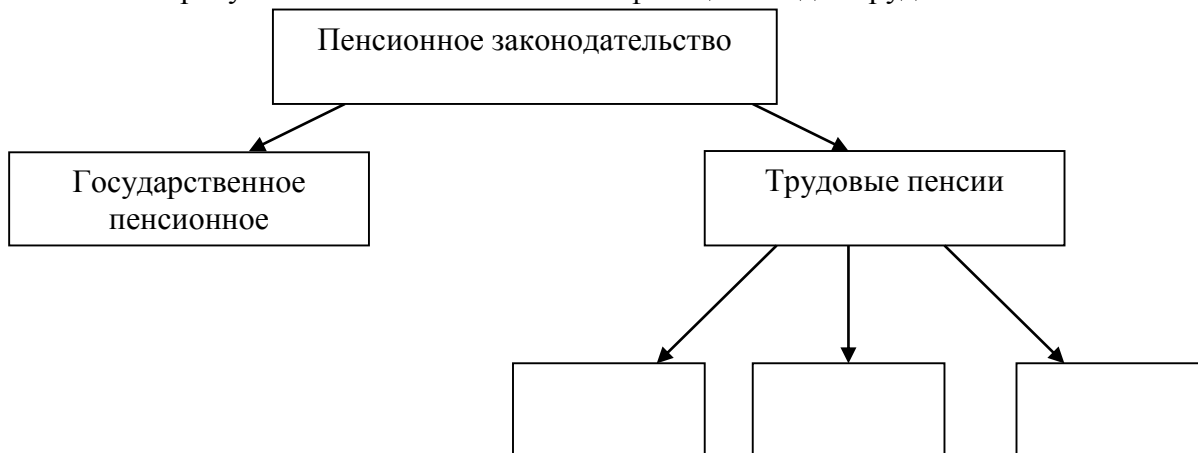 Пенсионное законодательство
Государственное
пенсионное
Трудовые пенсии